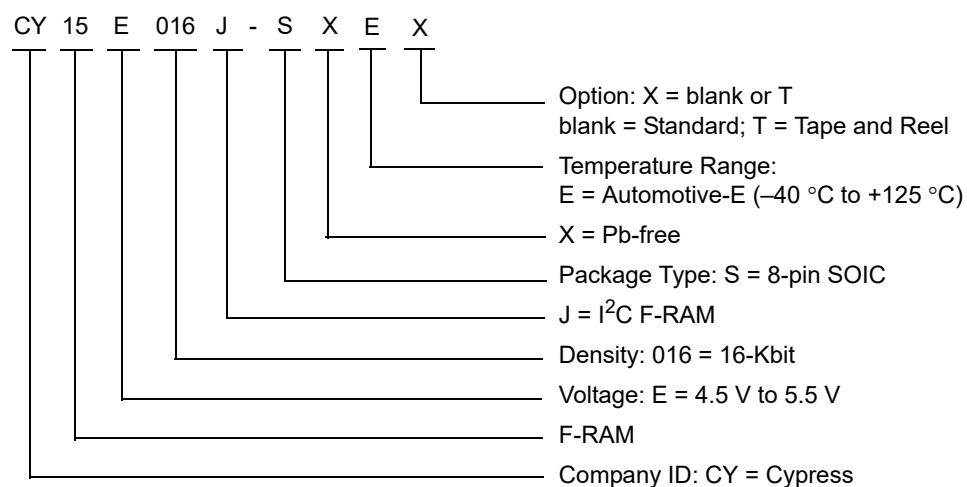 CY 15 E 016 J - S X E X
Option: X = blank or T
blank = Standard; T = Tape and Reel
Temperature Range:
E = Automotive-E (–40 °C to +125 °C)
X = Pb-free
Package Type: S = 8-pin SOIC
J = I²C F-RAM
Density: 016 = 16-Kbit
Voltage: E = 4.5 V to 5.5 V
F-RAM
Company ID: CY = Cypress